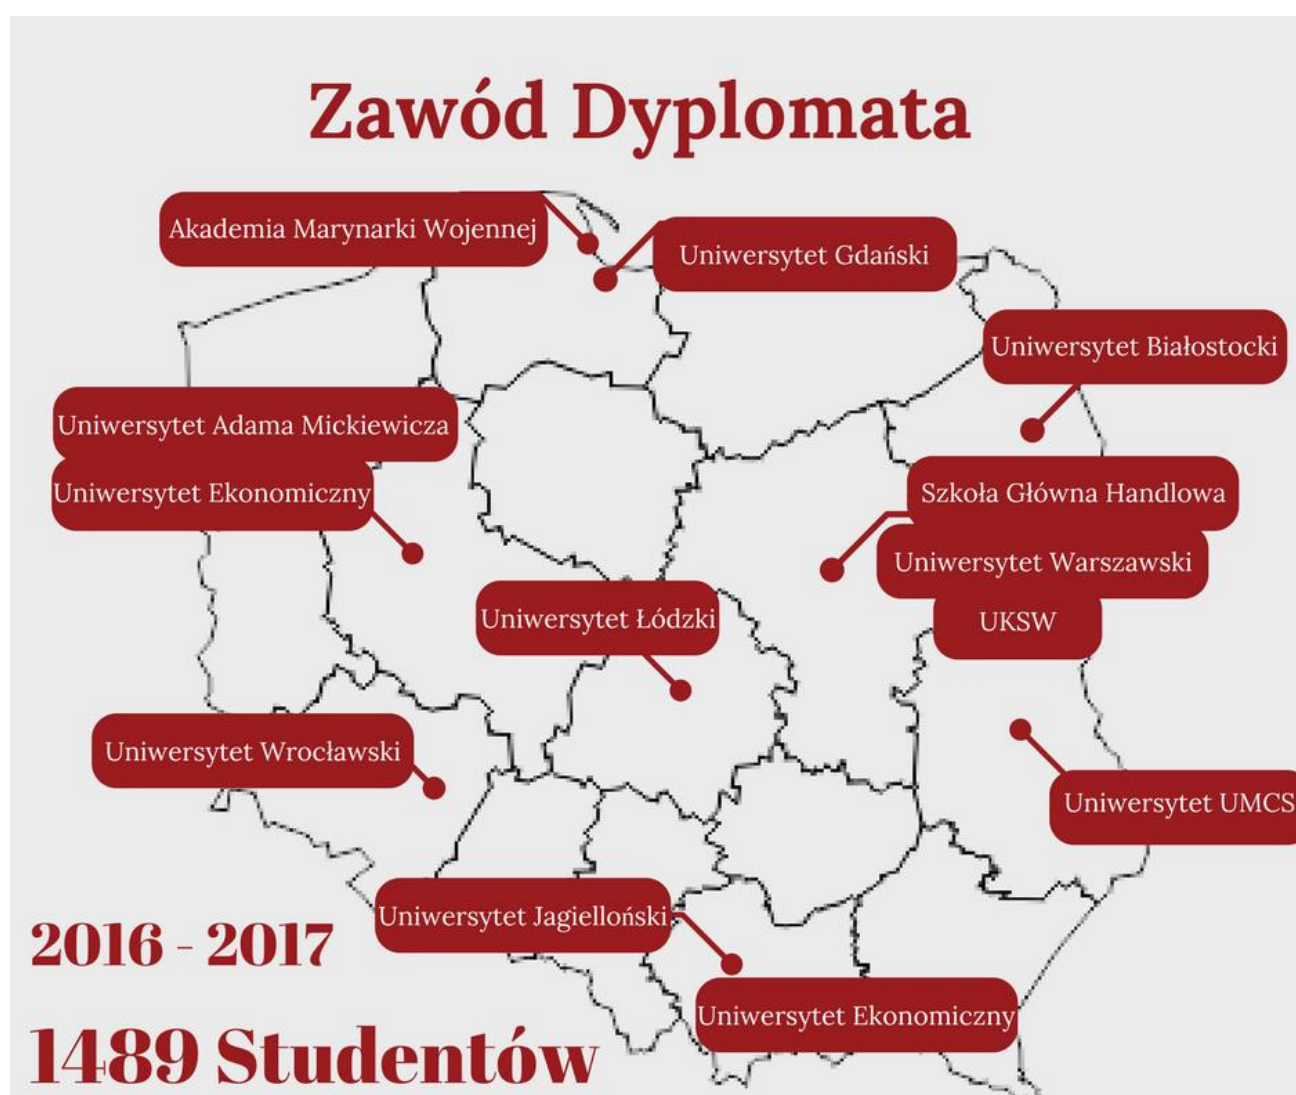 Zawód Dyplomata
Akademia Marynarki Wojennej
Uniwersytet Gdański
Uniwersytet Białostocki
Uniwersytet Adama Mickiewicza
Uniwersytet Ekonomiczny
Szkoła Główna Handlowa
Uniwersytet Warszawski
UKSW
Uniwersytet Łódzki
Uniwersytet Wrocławski
Uniwersytet UMCS
Uniwersytet Jagielloński
Uniwersytet Ekonomiczny
2016 - 2017
1489 Studentów